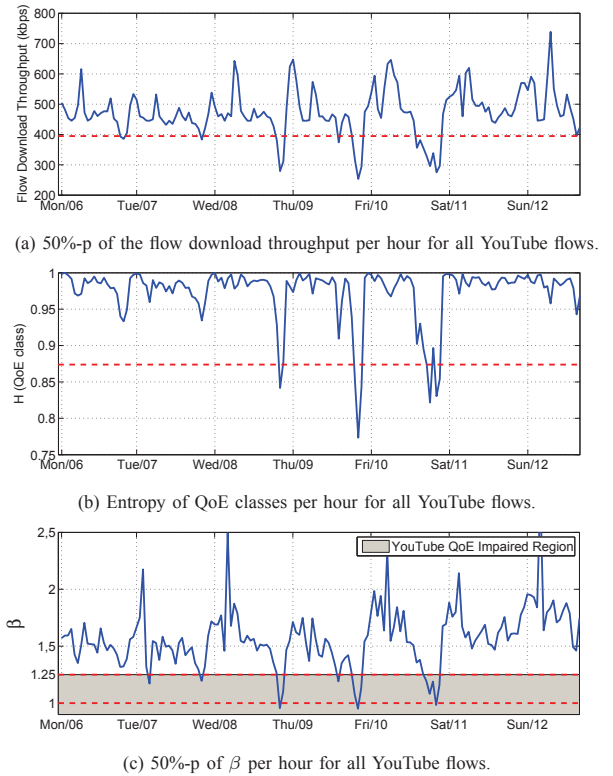 800
700
600
500
400
300
200
Flow Download Throughput (kbps)
Mon/06 Tue/07 Wed/08 Thu/09 Fri/10 Sat/11 Sun/12
(a) 50%-p of the flow download throughput per hour for all YouTube flows.
1
0.95
0.9
0.85
0.8
0.75
H (QoE class)
Mon/06 Tue/07 Wed/08 Thu/09 Fri/10 Sat/11 Sun/12
(b) Entropy of QoE classes per hour for all YouTube flows.
2,5
2
1.5
1.25
1
β
YouTube QoE Impaired Region
Mon/06 Tue/07 Wed/08 Thu/09 Fri/10 Sat/11 Sun/12
(c) 50%-p of β per hour for all YouTube flows.